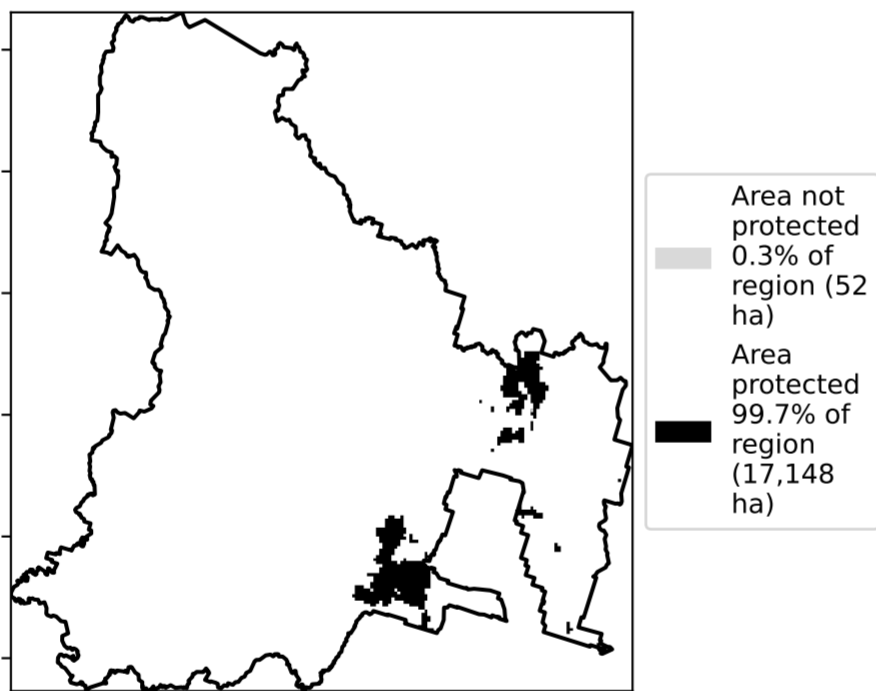 Area not
protected
0.3% of
region (52
ha)
Area
protected
99.7% of
region
(17,148
ha)